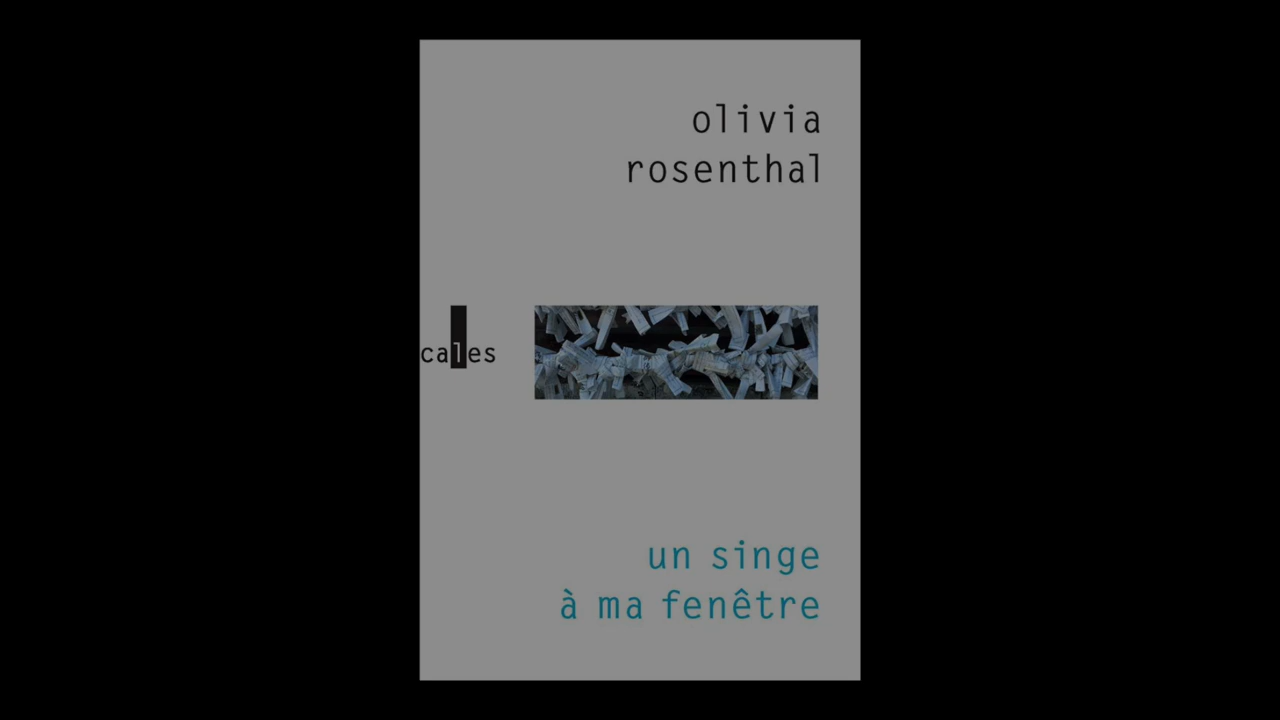 olivia
rosenthal
cales
un singe
à ma fenêtre